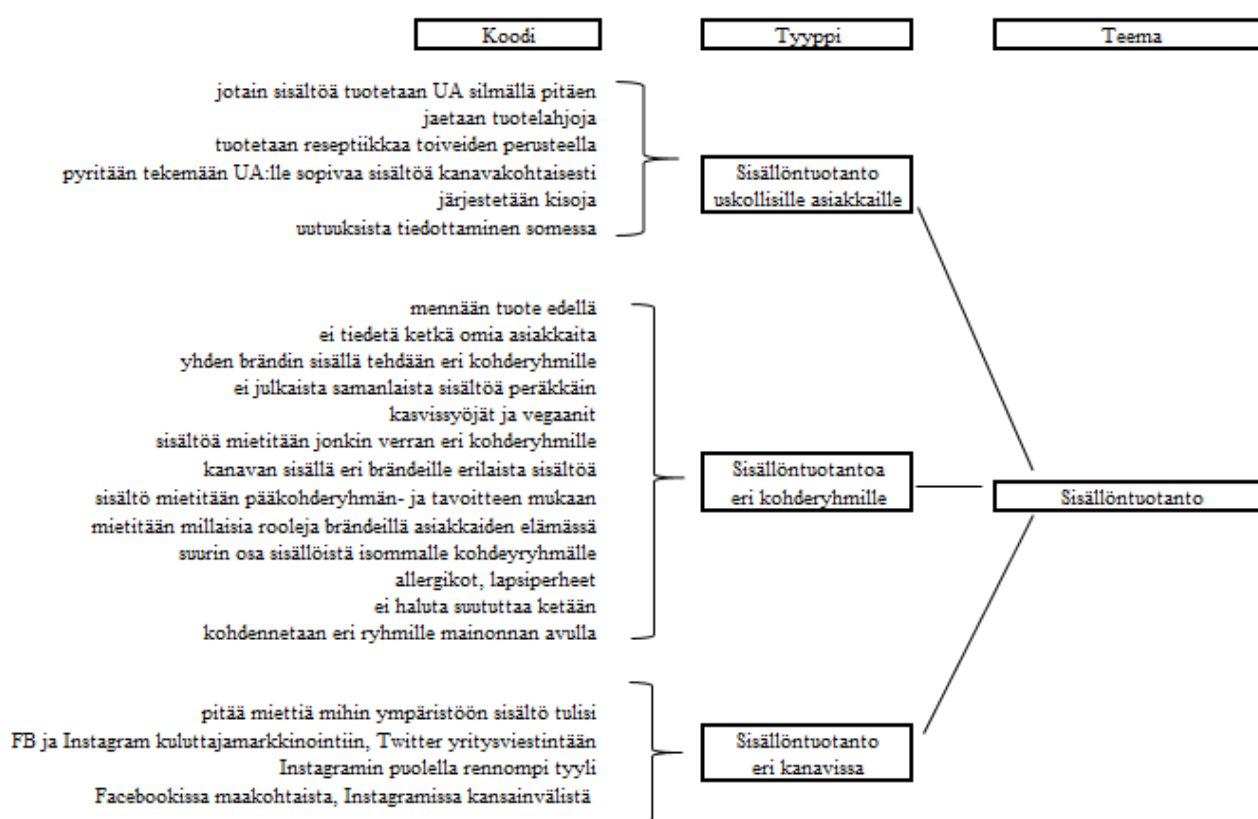 Koodi
Tyyppi
Teema
jotain sisältöä tuotetaan UA silmällä pitäen
jaetaan tuotelahjoja
tuotetaan reseptiikkaa toiveiden perusteella
pyritään tekemään UA:lle sopivaa sisältöä kanavakohtaisesti
järjestetään kisoja
uutuuksista tiedottaminen somessa
Sisällöntuotanto
uskollisille asiakkaille
mennään tuote edellä
ei tiedetä ketkä omia asiakkaita
yhden brändin sisällä tehdään eri kohderyhmille
ei julkaista samanlaista sisältöä peräkkäin
kasvissyöjät ja vegaanit
sisältöä mietitään jonkin verran eri kohderyhmille
kanavan sisällä eri brändeille erilaista sisältöä
sisältö mietitään pääkohderyhmän- ja tavoitteen mukaan
mietitään millaisia rooleja brändeillä asiakkaiden elämässä
suurin osa sisällöistä isommalle kohdeyryhmälle
allergikot, lapsiperheet
ei haluta suututtaa ketään
kohdennetaan eri ryhmille mainonnan avulla
Sisällöntuotantoa
eri kohderyhmille
Sisällöntuotanto
pitää miettiä mihin ympäristöön sisältö tulisi
FB ja Instagram kuluttajamarkkinointiin, Twitter yritysviestintään
Instagramin puolella rennompi tyyli
Facebookissa maakohtaista, Instagramissa kansainvälistä
Sisällöntuotanto
eri kanavissa